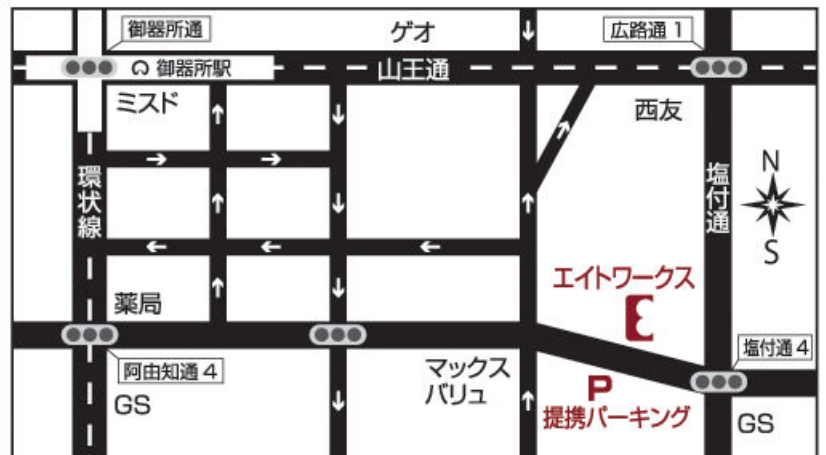 御器所通
ゲオ
広路通1
御器所駅
山王通
ミスド
西友
環状線
塩付通
N
S
エイトワークス
薬局
塩付通4
阿由知通4
マックス
バリュ
P
提携パーキング
GS
GS